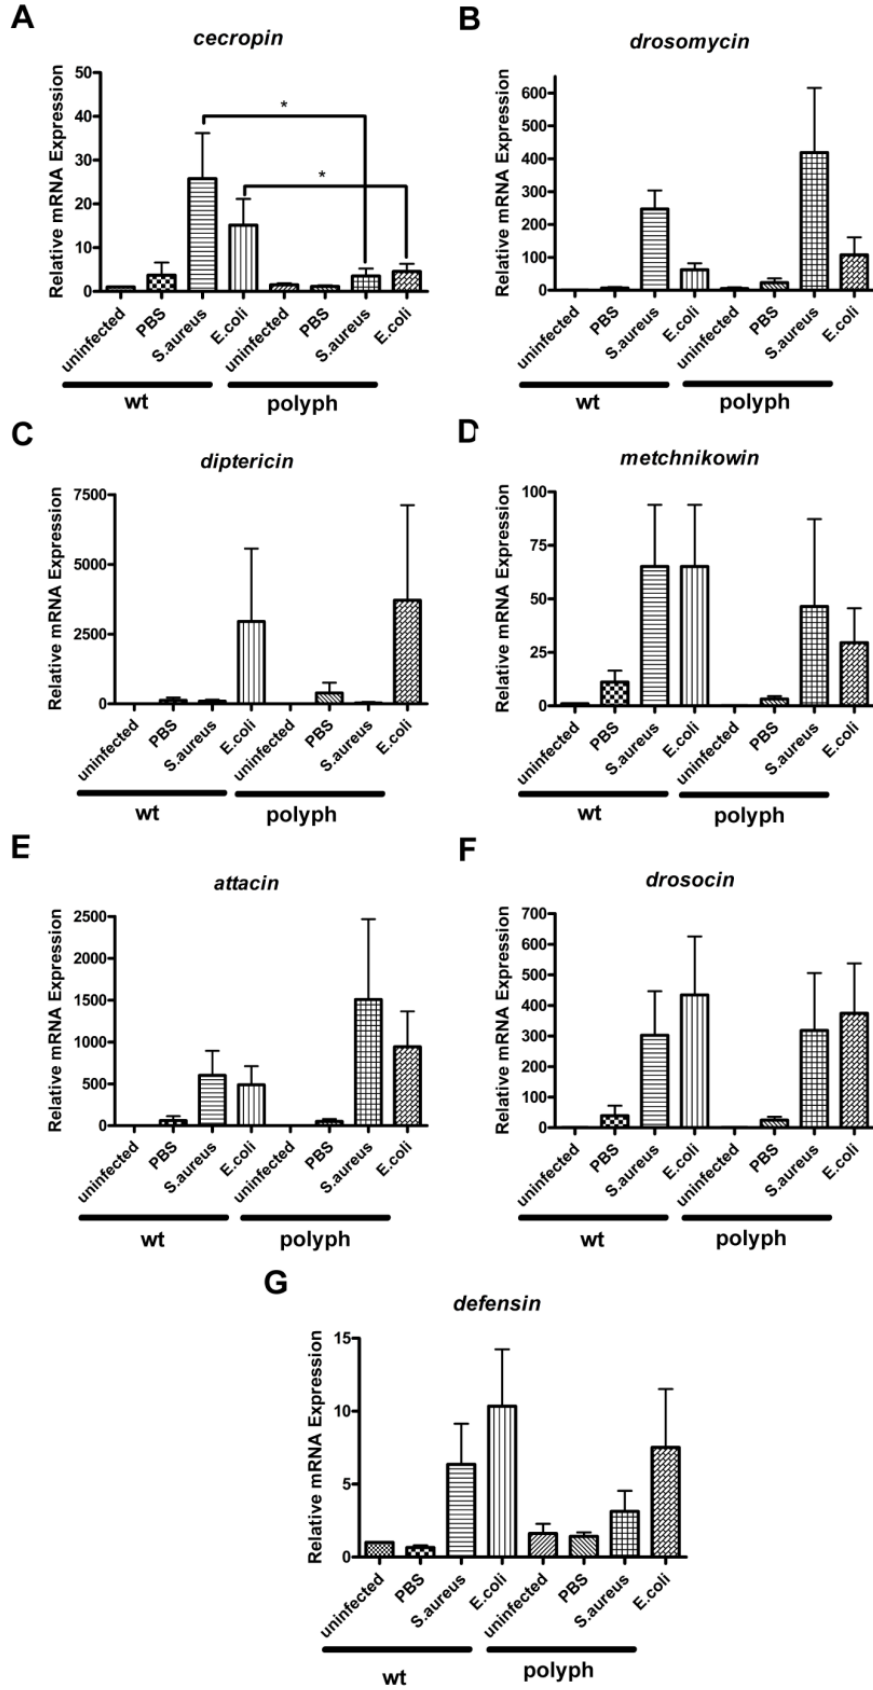 A
cecropin
Relative mRNA Expression
50
40
30
20
10
0
*
*
uninfected
PBS
S.aureus
E.coli
uninfected
PBS
S.aureus
E.coli
wt
polyph
B
drosomycin
Relative mRNA Expression
600
500
400
300
200
100
0
uninfected
PBS
S.aureus
E.coli
uninfected
PBS
S.aureus
E.coli
wt
polyph
C
diptericin
Relative mRNA Expression
7500
5000
2500
0
uninfected
PBS
S.aureus
E.coli
uninfected
PBS
S.aureus
E.coli
wt
polyph
D
metchnikowin
Relative mRNA Expression
100
75
50
25
0
uninfected
PBS
S.aureus
E.coli
uninfected
PBS
S.aureus
E.coli
wt
polyph
E
attacin
Relative mRNA Expression
2500
2000
1500
1000
500
0
uninfected
PBS
S.aureus
E.coli
uninfected
PBS
S.aureus
E.coli
wt
polyph
F
drosocin
Relative mRNA Expression
700
600
500
400
300
200
100
0
uninfected
PBS
S.aureus
E.coli
uninfected
PBS
S.aureus
E.coli
wt
polyph
G
defensin
Relative mRNA Expression
15
10
5
0
uninfected
PBS
S.aureus
E.coli
uninfected
PBS
S.aureus
E.coli
wt
polyph